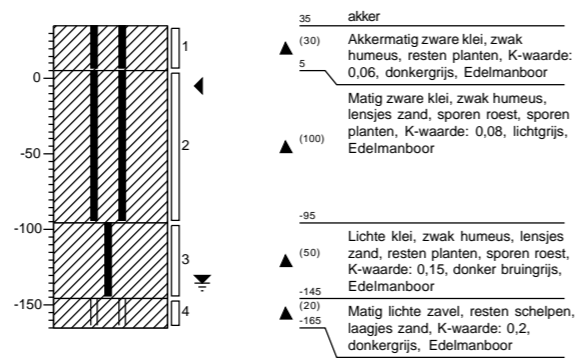 35 akker
(30) Akkermatig zware klei, zwak
humeus, resten planten, K-waarde:
5 0,06, donkergrijs, Edelmanboor
1
0
Matig zware klei, zwak humeus,
lensjes zand, sporen roest, sporen
(100) planten, K-waarde: 0,08, lichtgrijs,
Edelmanboor
2
-50
-100
-95
Lichte klei, zwak humeus, lensjes
(50) zand, resten planten, sporen roest,
K-waarde: 0,15, donker bruingrijs,
Edelmanboor
3
-145
-150
4
(20) Matig lichte zavel, resten schelpen,
-165 laagjes zand, K-waarde: 0,2,
donkergrijs, Edelmanboor